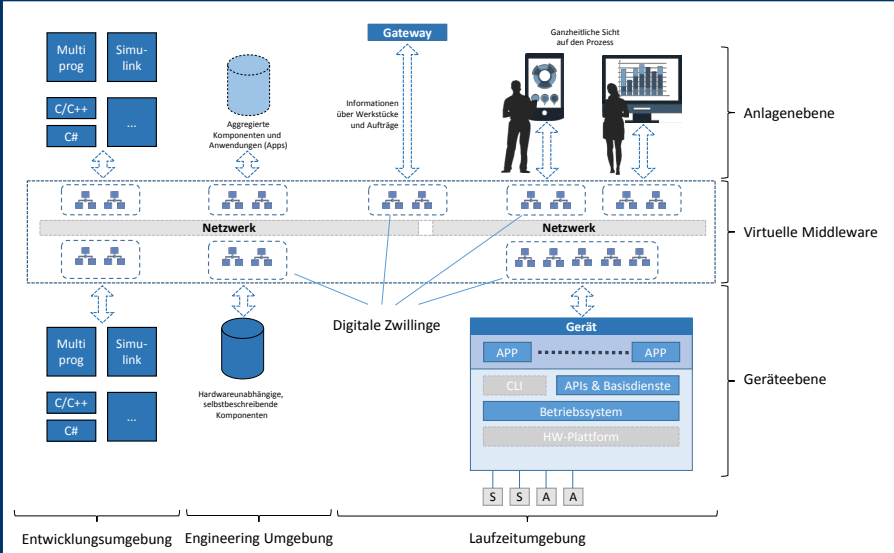 Gateway
Multi
prog
Simu-
link
C/C++
C#
...
Aggregierte
Komponenten und
Anwendungen (Apps)
Informationen
über Werkstücke
und Aufträge
Ganzheitliche Sicht
auf den Prozess
Anlagenebene
Netzwerk
Netzwerk
Virtuelle Middleware
Digitale Zwillinge
Multi
prog
Simu-
link
C/C++
C#
...
Hardwareunabhängige,
selbstbeschreibende
Komponenten
Gerät
APP
APP
CLI
APIs & Basisdienste
Betriebssystem
HW-Plattform
S
S
A
A
Geräteebene
Entwicklungsumgebung
Engineering Umgebung
Laufzeitumgebung